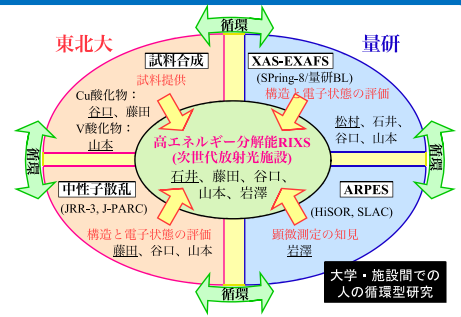 循環
東北大
量研
試料合成
試料提供
Cu酸化物：
谷口、藤田
V酸化物：
山本
XAS-EXAFS
(SPring-8/量研BL)
構造と電子状態の評価
松村、石井、
谷口、山本
循環
循環
高エネルギー分解能RIXS
(次世代放射光施設)
石井、藤田、谷口、
山本、岩澤
中性子散乱
(JRR-3, J-PARC)
構造と電子状態の評価
藤田、谷口、山本
ARPES
(HiSOR, SLAC)
顕微測定の知見
岩澤
循環
大学・施設間での
人の循環型研究